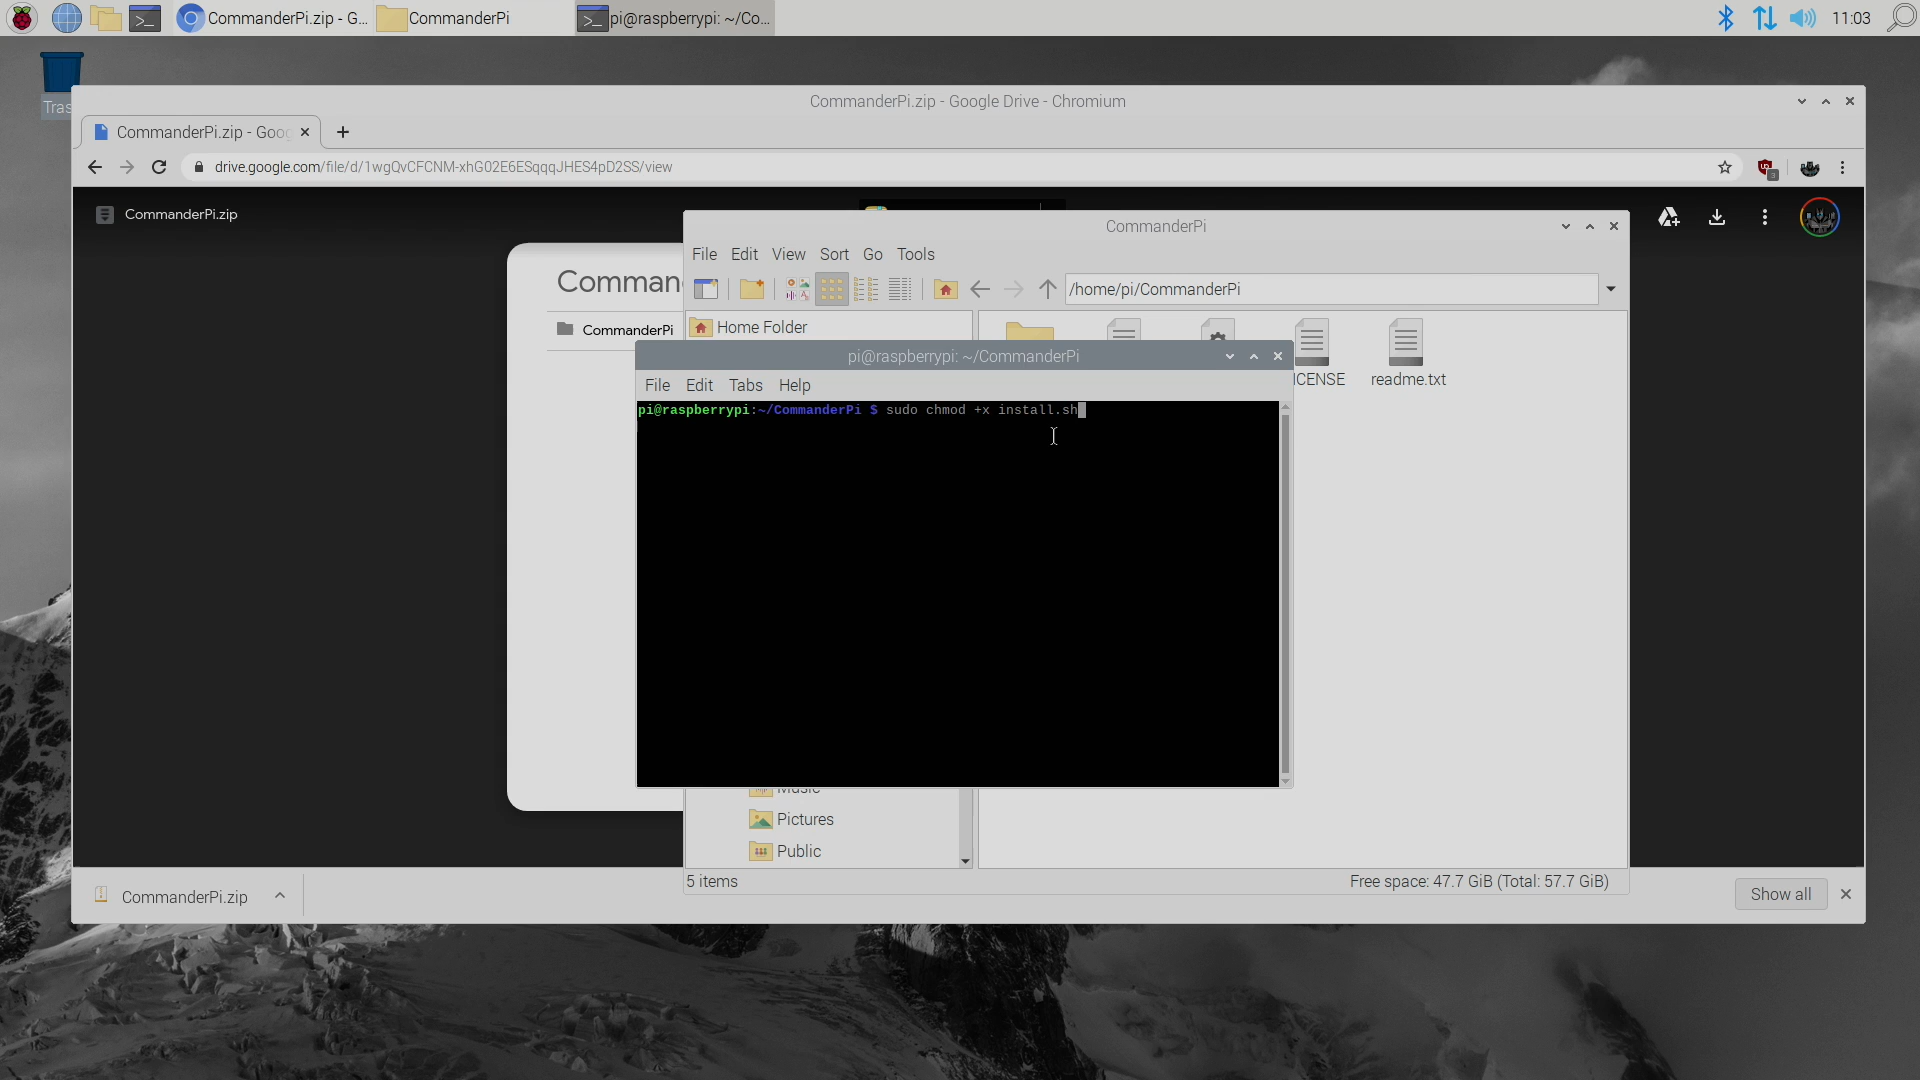 CommanderPi.zip - G...
CommanderPi
pi@raspberrypi: ~/Co...
11:03
CommanderPi.zip - Google Drive - Chromium
CommanderPi.zip - Goog
drive.google.com/file/d/1wgQvCFCNM-xhG02E6ESqqqJHES4pD2SS/view
3
CommanderPi.zip
Comman
CommanderPi
CommanderPi
File Edit View Sort Go Tools
/home/pi/CommanderPi
Home Folder
ICENSE
readme.txt
pi@raspberrypi: ~/CommanderPi
File Edit Tabs Help
pi@raspberrypi:~/CommanderPi $ sudo chmod +x install.sh
Music
Pictures
Public
5 items
Free space: 47.7 GiB (Total: 57.7 GiB)
CommanderPi.zip
Show all